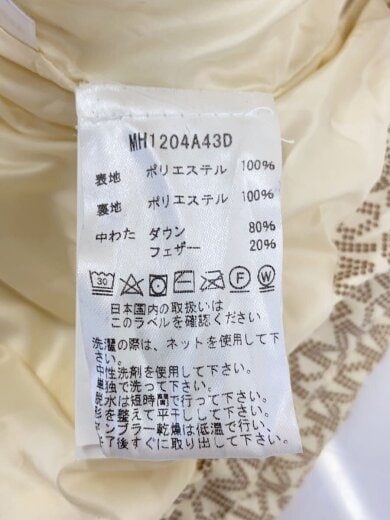 MH1204A43D
表地 ポリエステル 100%
裏地 ポリエステル 100%
中わた ダウン 80%
フェザー 20%
30 F W
日本国内の取扱いは
このラベルを確認ください
洗濯の際は、ネットを使用して下
さい。
中性洗剤を使用して下さい。
単独で洗って下さい。
脱水は短時間で行って下さい。
形を整えて平干しして下さい。
タンブラー乾燥は低温で行い、
終了後すぐに取り出して下さい。